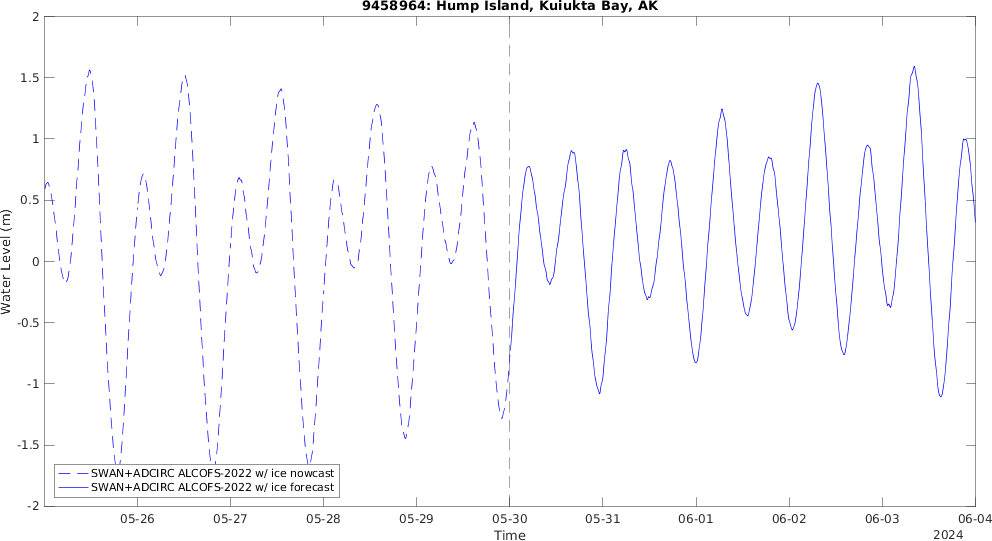 9458964: Hump Island, Kuiukta Bay, AK
2
1.5
1
0.5
0
-0.5
-1
-1.5
-2
Water Level (m)
SWAN+ADCIRC ALCOFS-2022 w/ ice nowcast
SWAN+ADCIRC ALCOFS-2022 w/ ice forecast
05-26 05-27 05-28 05-29 05-30 05-31 06-01 06-02 06-03 06-04
Time
2024